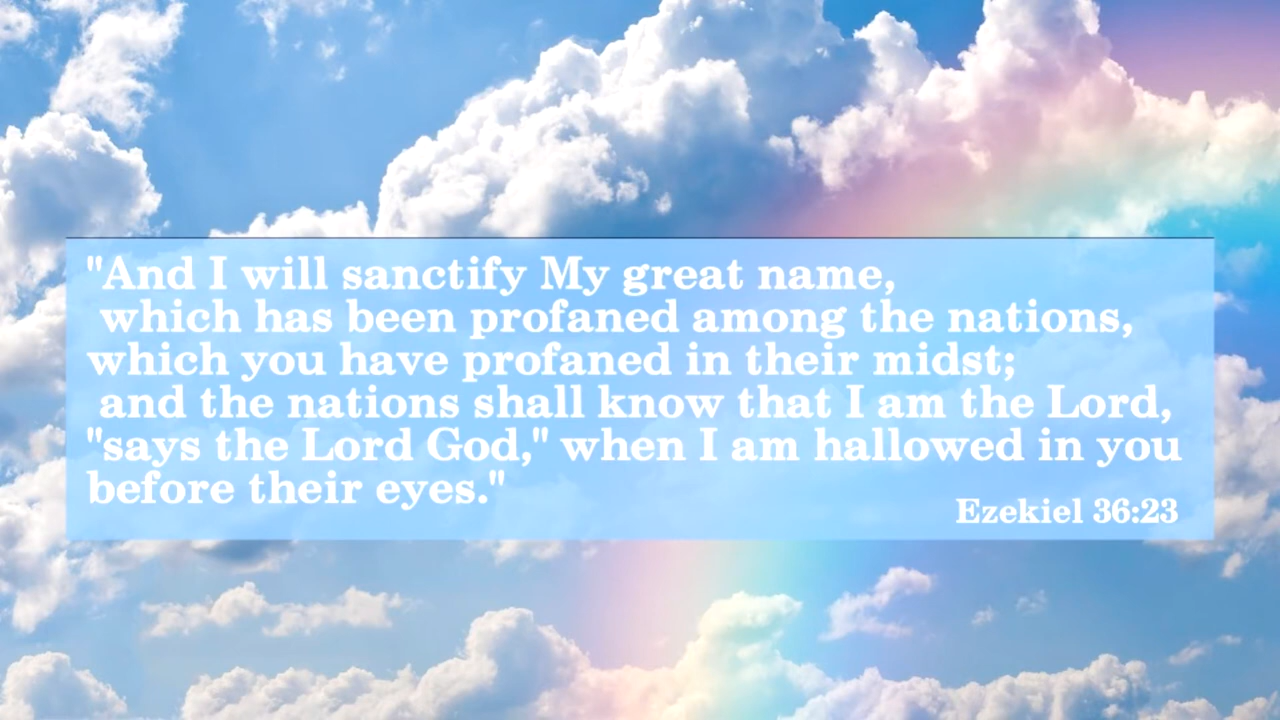 "And I will sanctify My great name,
which has been profaned among the nations,
which you have profaned in their midst;
and the nations shall know that I am the Lord,
"says the Lord God," when I am hallowed in you
before their eyes."
Ezekiel 36:23